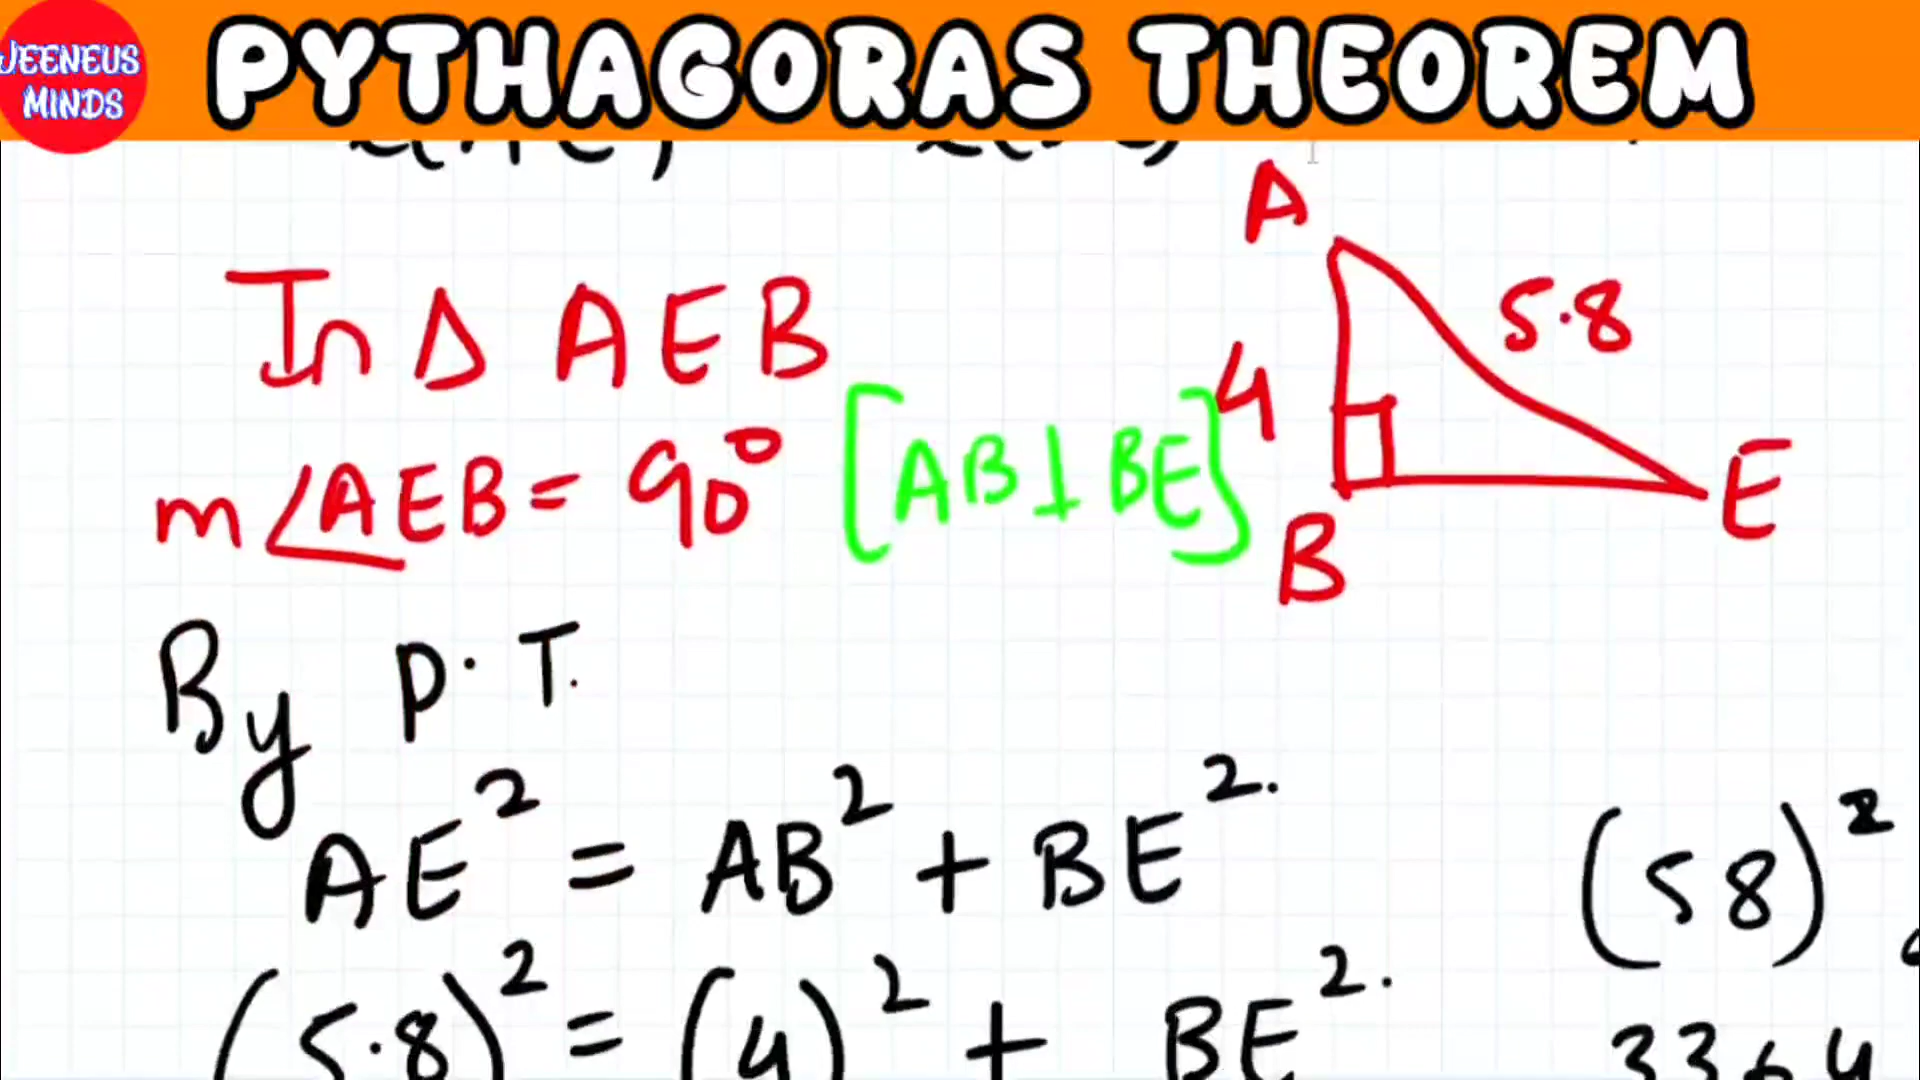 JEENEUS
MINDS
PYTHAGORAS THEOREM
In Δ AEB
m∠AEB = 90° [AB⊥BE]
A
5.8
4
B
E
By P.T.
AE² = AB² + BE².
(5.8)² = (4)² + BE².
(58)²
3364